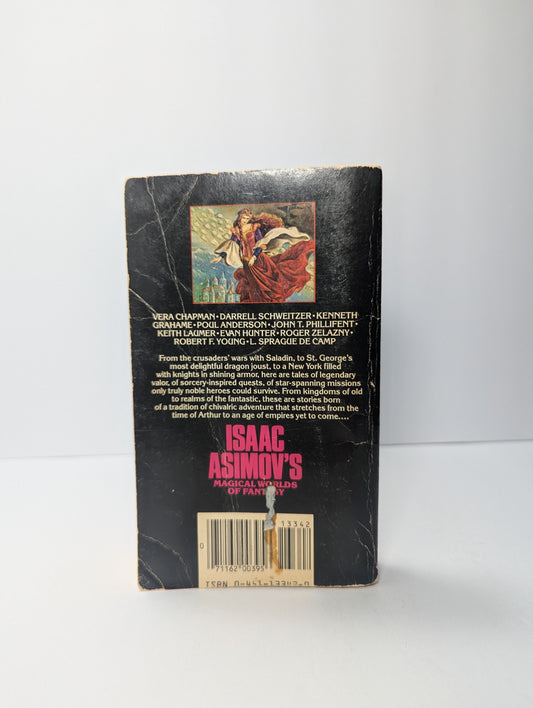 VERA CHAPMAN • DARRELL SCHWEITZER • KENNETH
GRAHAME • POUL ANDERSON • JOHN T. PHILLIFENT •
KEITH LAUMER • EVAN HUNTER • ROGER ZELAZNY •
ROBERT F. YOUNG • L. SPRAGUE DE CAMP
From the crusaders' wars with Saladin, to St. George's
most delightful dragon joust, to a New York filled
with knights in shining armor, here are tales of legendary
valor, of sorcery-inspired quests, of star-spanning missions
only truly noble heroes could survive. From kingdoms of old
to realms of the fantastic, these are stories born
of a tradition of chivalric adventure that stretches from the
time of Arthur to an age of empires yet to come....
ISAAC
ASIMOV'S
MAGICAL WORLDS
OF FANTASY
13342
0
71162 00395
ISBN 0-451-13342-0